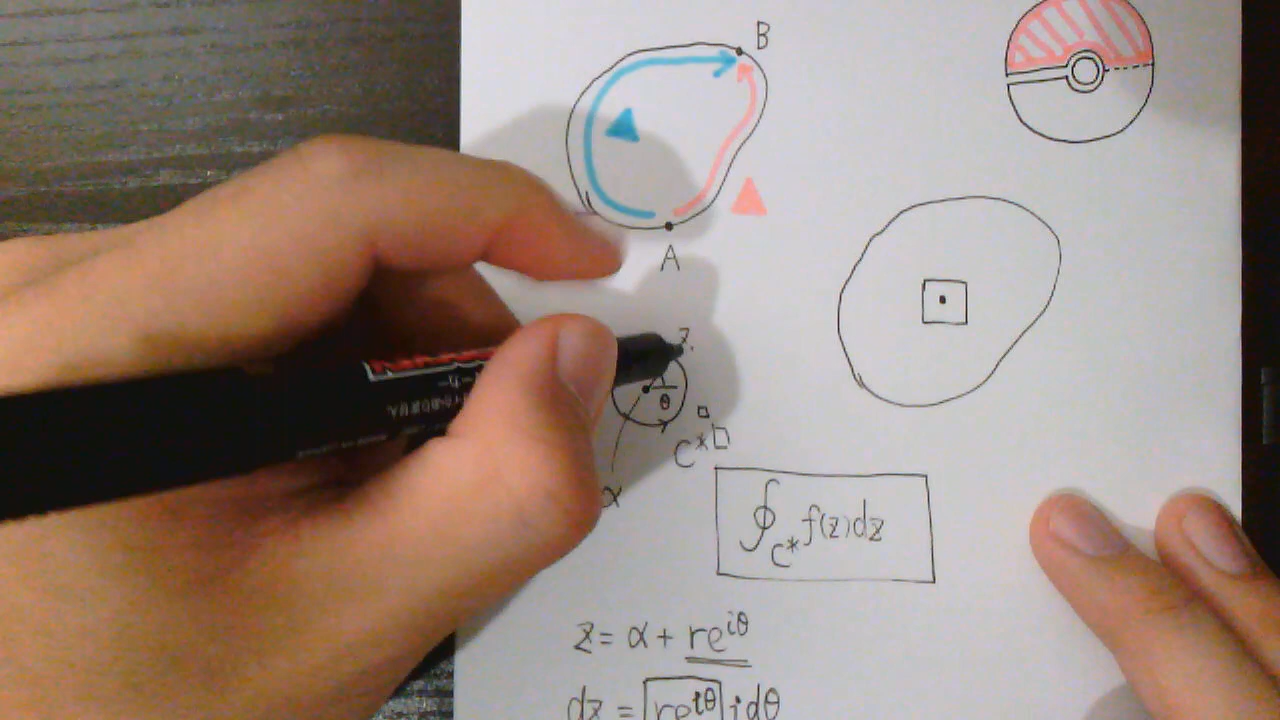 B
A
z
θ
C*
α
∮C* f(z)dz
z = α + re^iθ
dz = re^iθ idθ